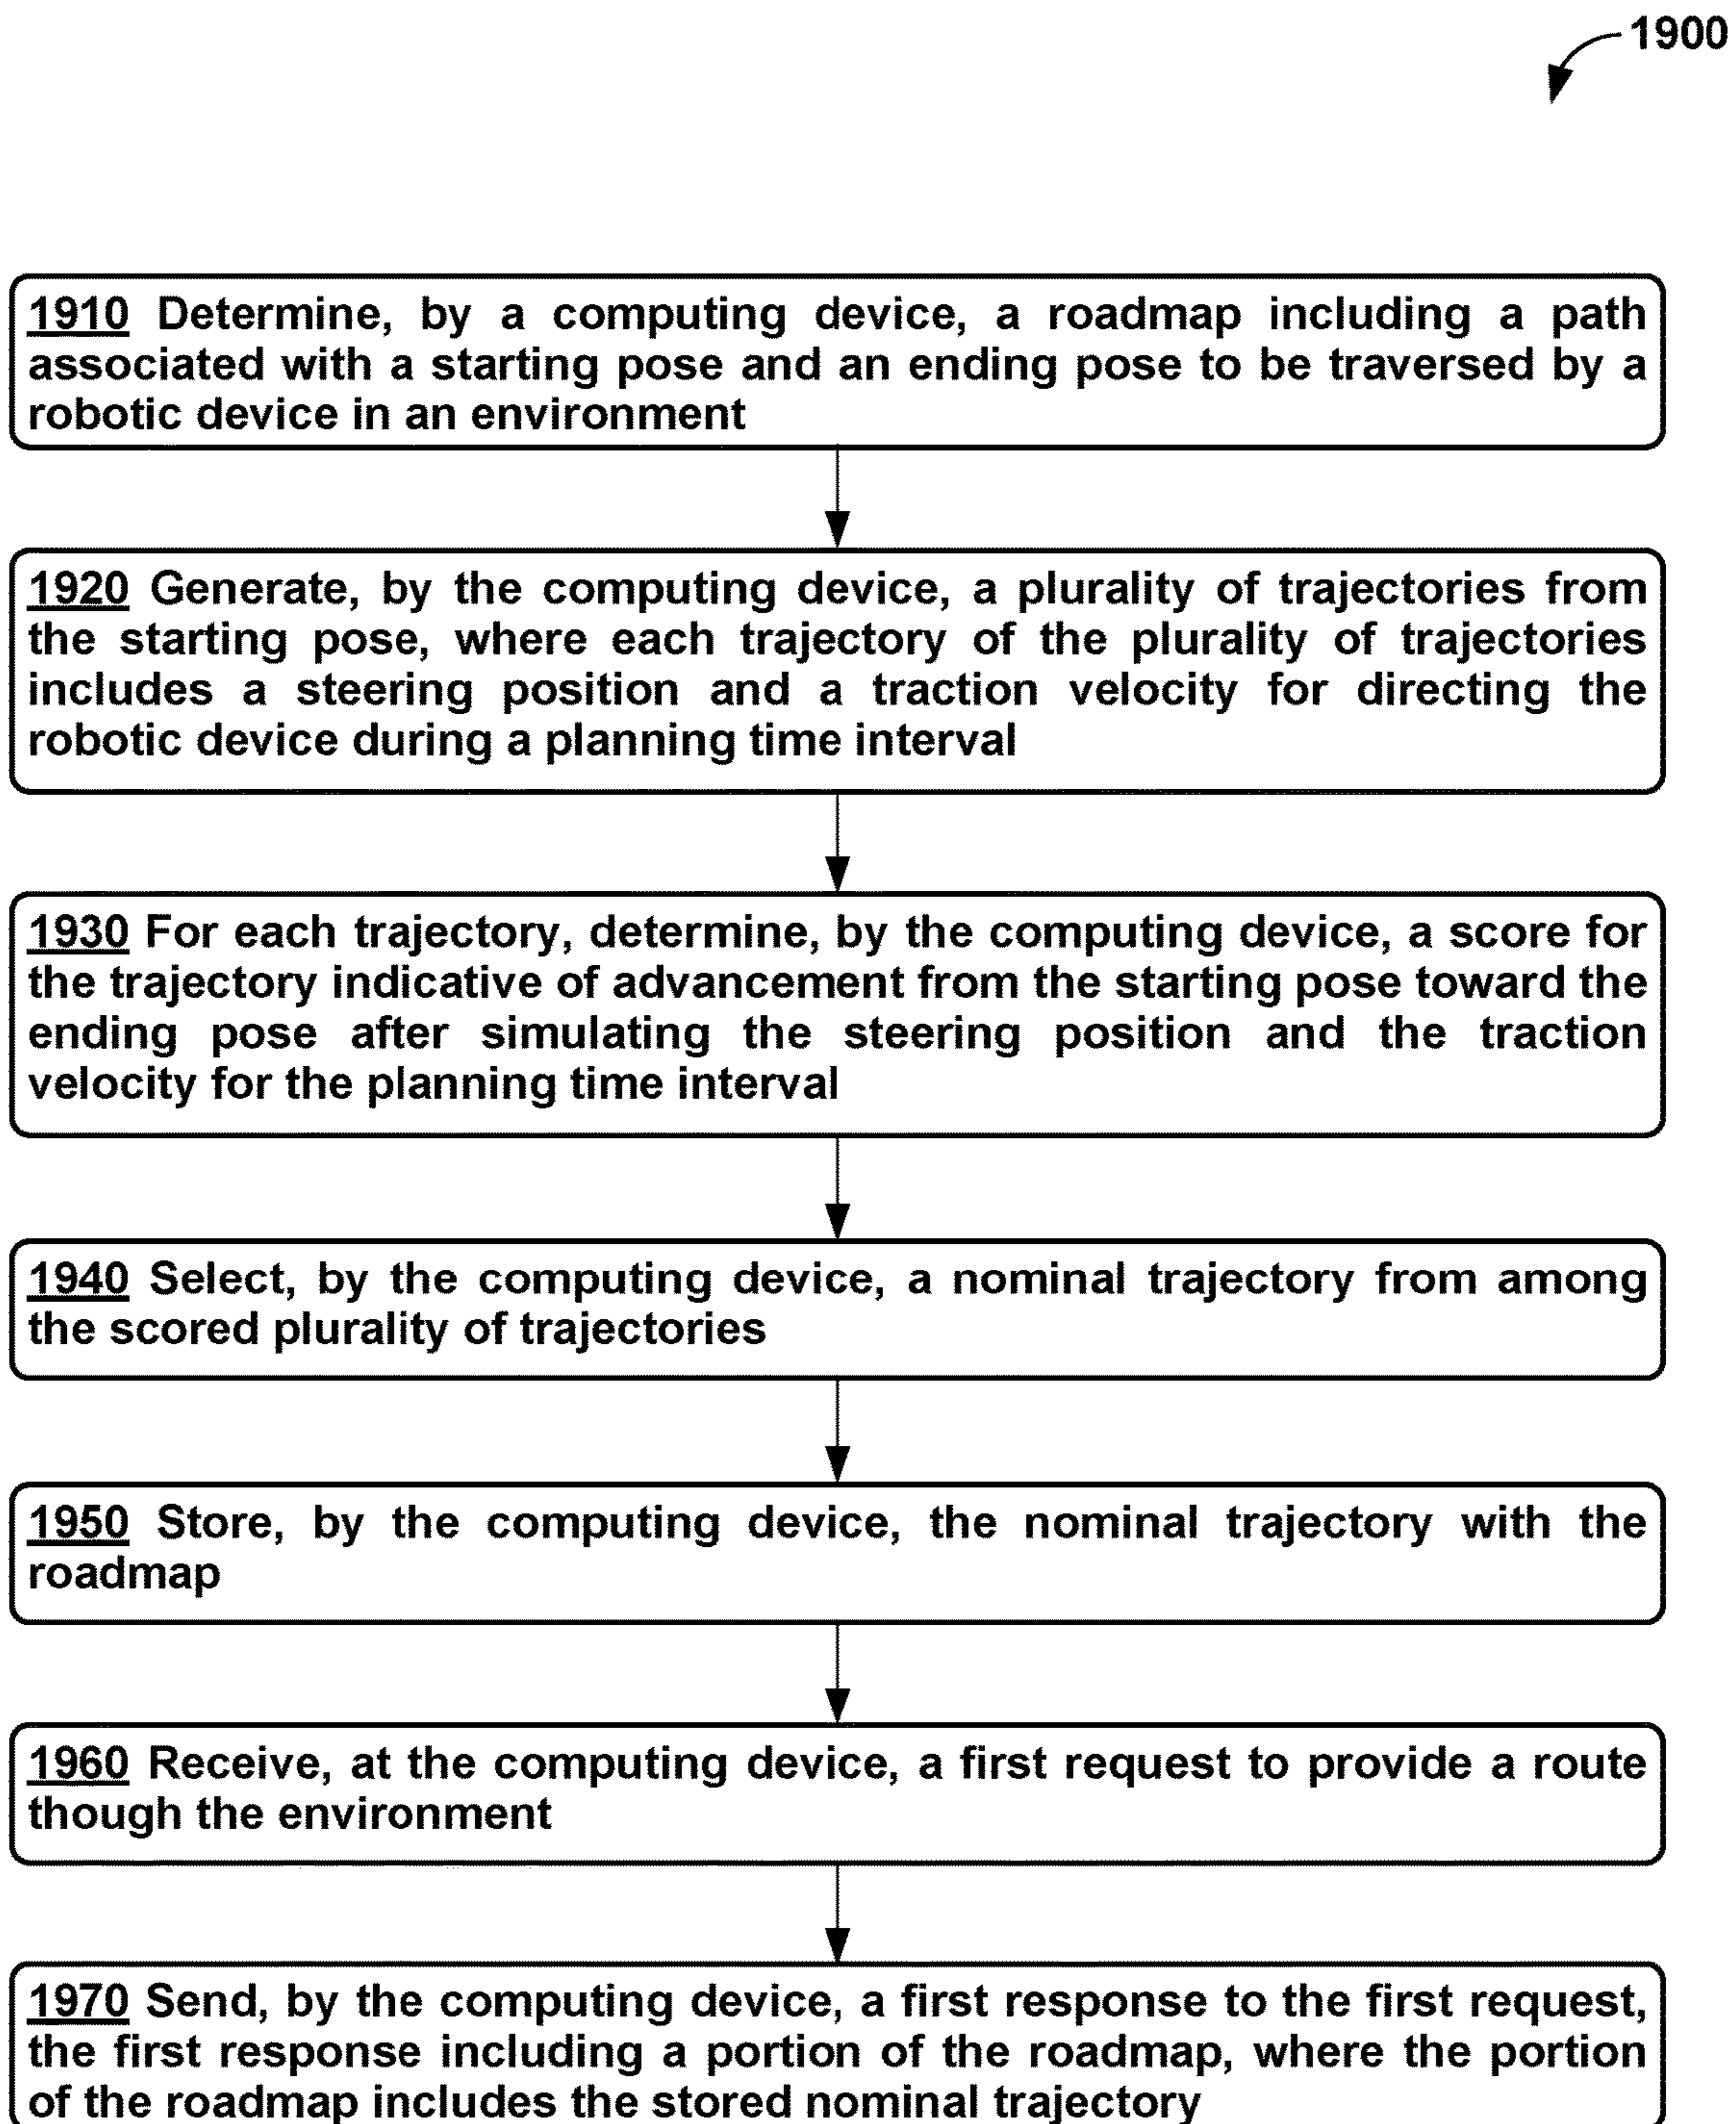 1900
1910 Determine, by a computing device, a roadmap including a path
associated with a starting pose and an ending pose to be traversed by a
robotic device in an environment
1920 Generate, by the computing device, a plurality of trajectories from
the starting pose, where each trajectory of the plurality of trajectories
includes a steering position and a traction velocity for directing the
robotic device during a planning time interval
1930 For each trajectory, determine, by the computing device, a score for
the trajectory indicative of advancement from the starting pose toward the
ending pose after simulating the steering position and the traction
velocity for the planning time interval
1940 Select, by the computing device, a nominal trajectory from among
the scored plurality of trajectories
1950 Store, by the computing device, the nominal trajectory with the
roadmap
1960 Receive, at the computing device, a first request to provide a route
though the environment
1970 Send, by the computing device, a first response to the first request,
the first response including a portion of the roadmap, where the portion
of the roadmap includes the stored nominal trajectory